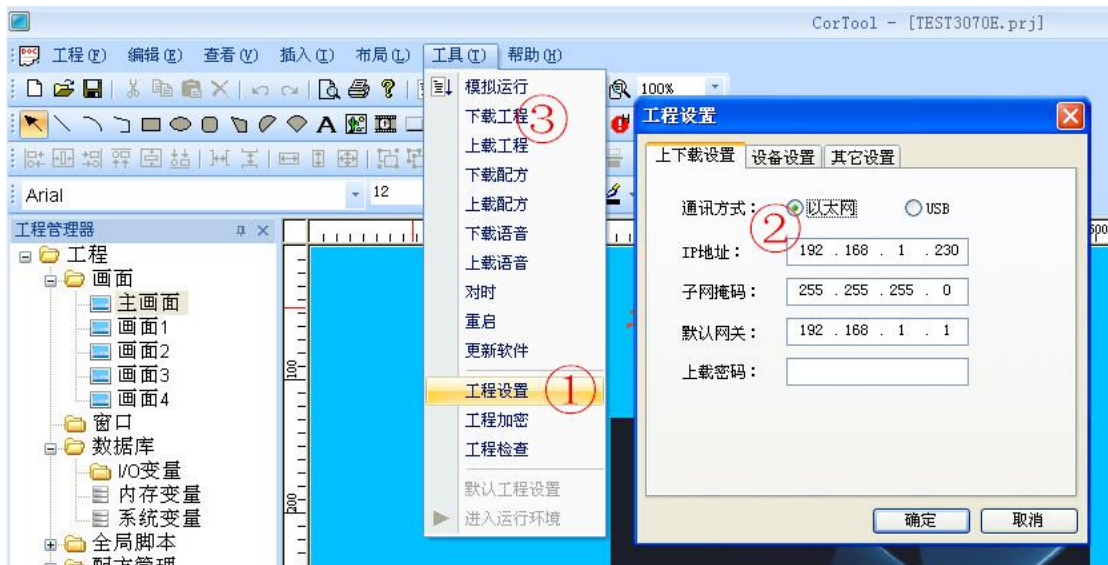 CorTool - [TEST3070E.prj]
工程(F) 编辑(E) 查看(V) 插入(I) 布局(L) 工具(T) 帮助(H)
100%
Arial 12
工程管理器
工程
画面
主画面
画面1
画面2
画面3
画面4
窗口
数据库
I/O变量
内存变量
系统变量
全局脚本
配方管理
模拟运行
下载工程
③
上载工程
下载配方
上载配方
下载语音
上载语音
对时
重启
更新软件
工程设置
①
工程加密
工程检查
默认工程设置
进入运行环境
100
200
工程设置
上下载设置 设备设置 其它设置
通讯方式： 以太网 USB
②
IP地址： 192 . 168 . 1 . 230
子网掩码： 255 . 255 . 255 . 0
默认网关： 192 . 168 . 1 . 1
上载密码：
确定 取消